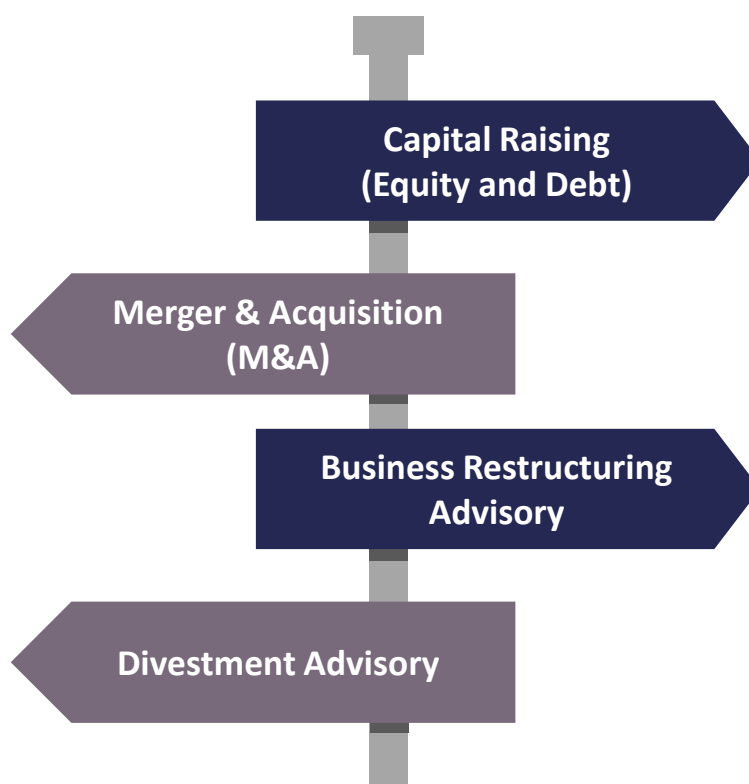 Capital Raising
(Equity and Debt)
Merger & Acquisition
(M&A)
Business Restructuring
Advisory
Divestment Advisory